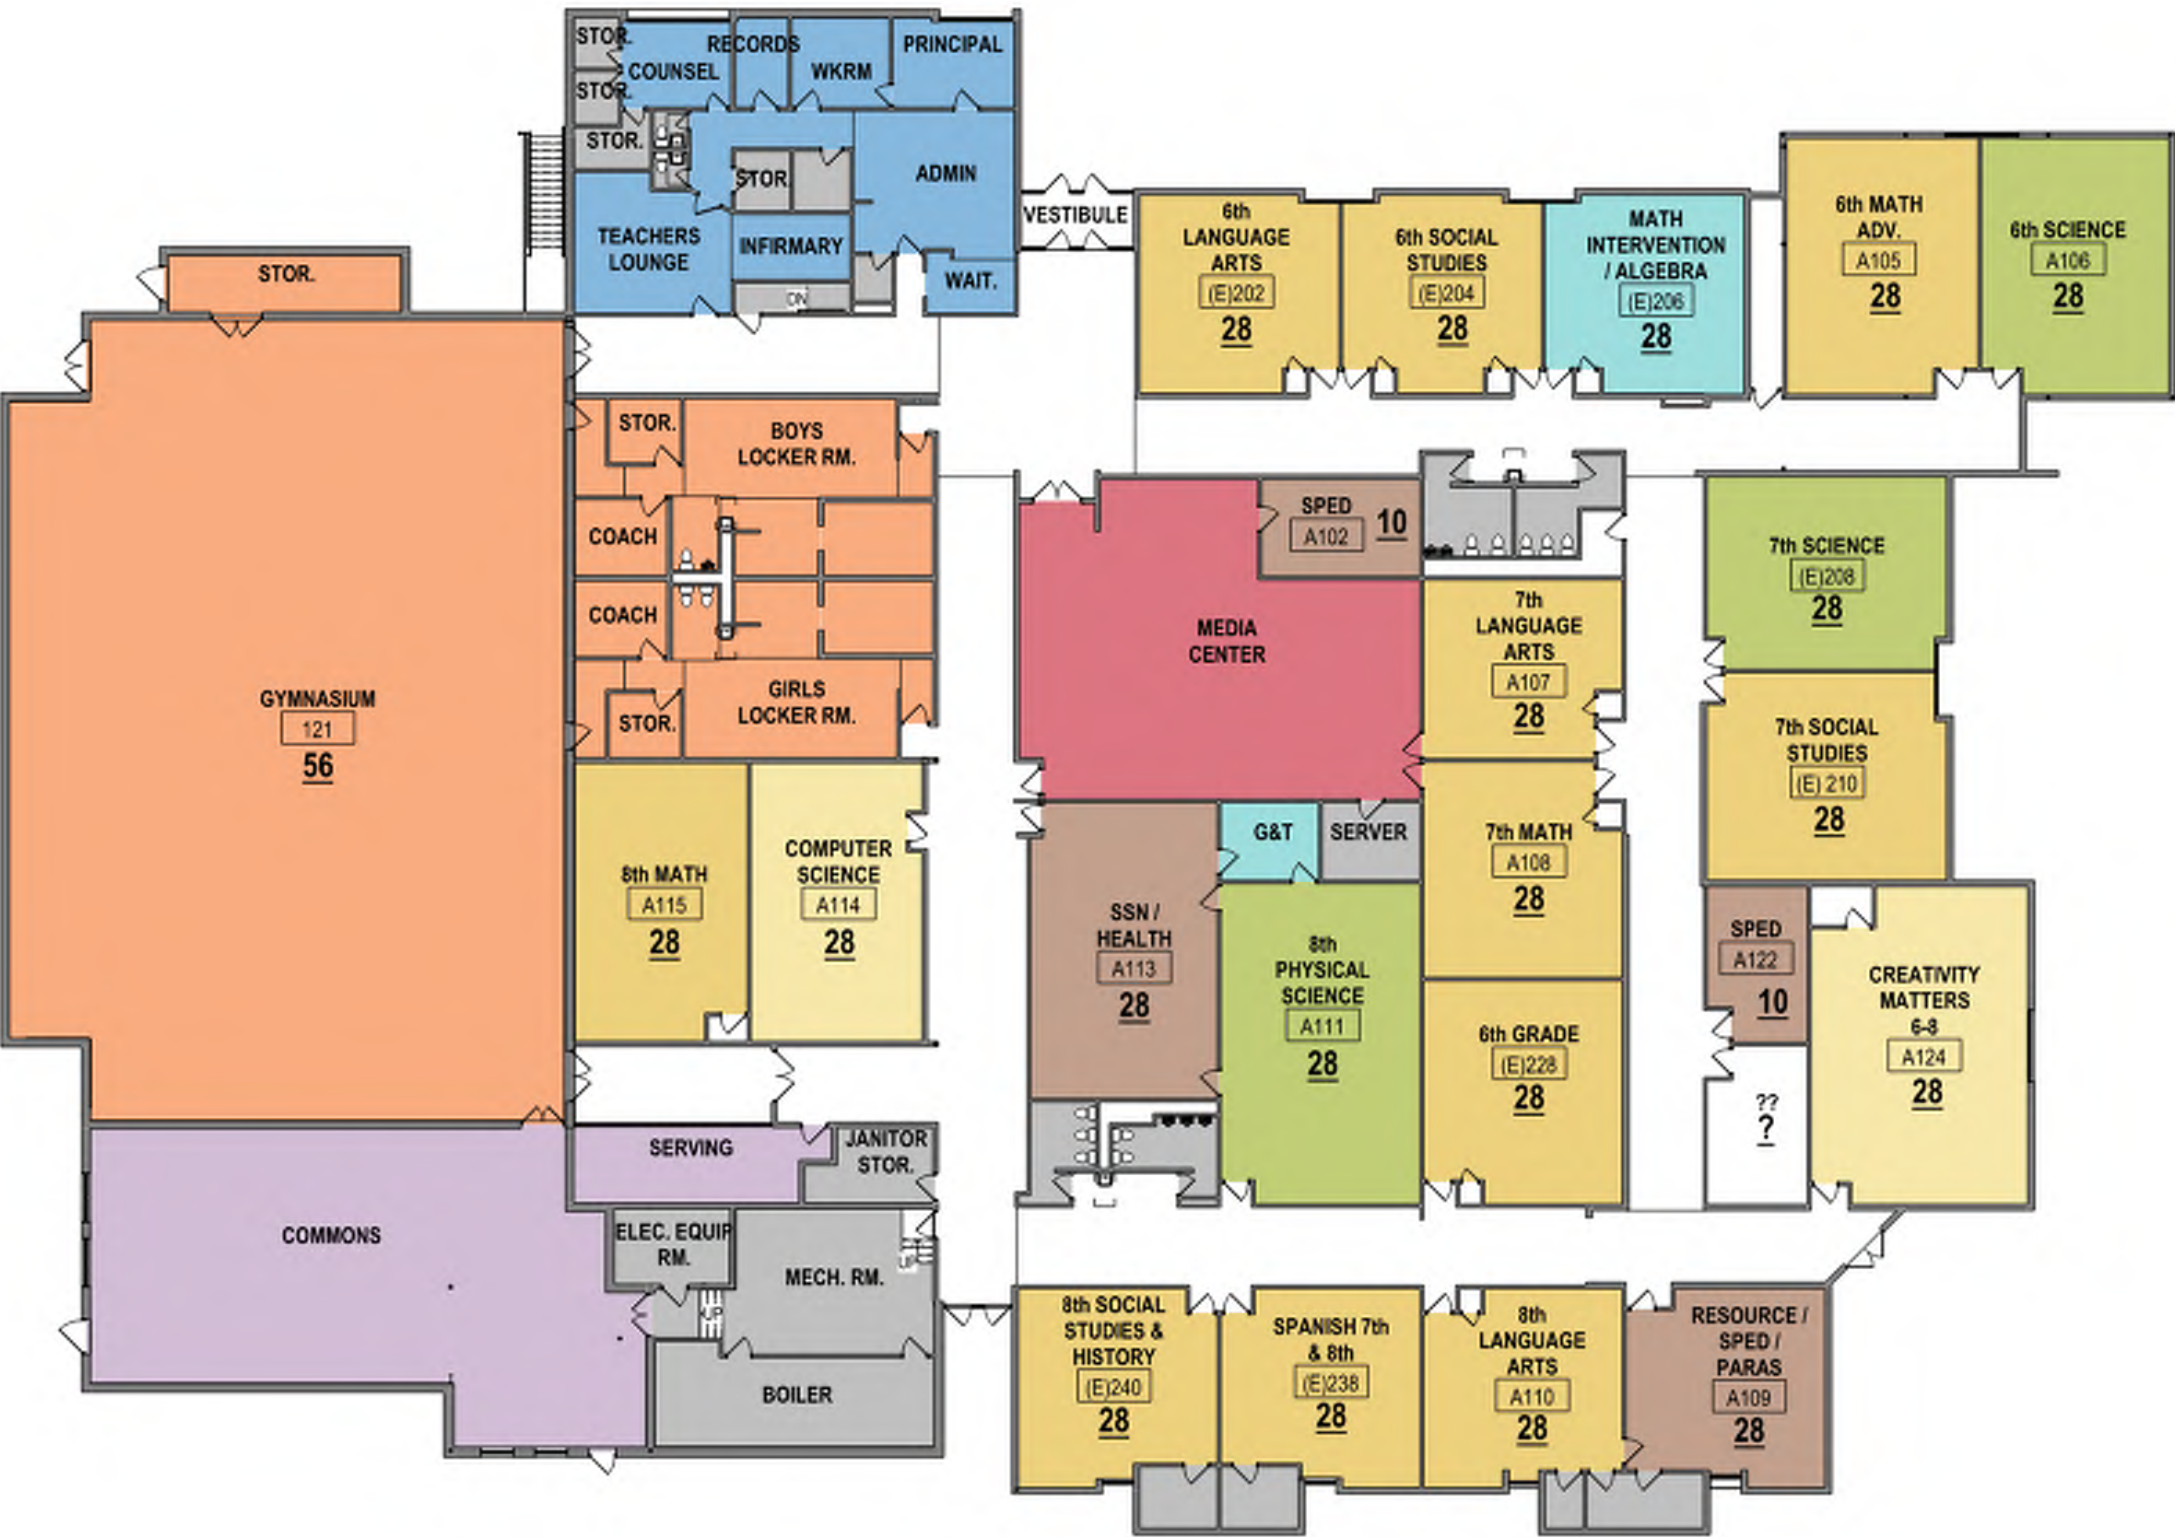 STOR.
COUNSEL
RECORDS
WKRM
PRINCIPAL
STOR.
STOR.
STOR.
ADMIN
TEACHERS
LOUNGE
INFIRMARY
DN
WAIT.
VESTIBULE
6th
LANGUAGE
ARTS
(E)202
28
6th SOCIAL
STUDIES
(E)204
28
MATH
INTERVENTION
/ ALGEBRA
(E)206
28
6th MATH
ADV.
A105
28
6th SCIENCE
A106
28
STOR.
GYMNASIUM
121
56
STOR.
BOYS
LOCKER RM.
COACH
COACH
GIRLS
LOCKER RM.
STOR.
SPED
A102
10
MEDIA
CENTER
7th
LANGUAGE
ARTS
A107
28
7th SCIENCE
(E)208
28
7th SOCIAL
STUDIES
(E) 210
28
8th MATH
A115
28
COMPUTER
SCIENCE
A114
28
G&T
SERVER
7th MATH
A108
28
SSN /
HEALTH
A113
28
8th
PHYSICAL
SCIENCE
A111
28
6th GRADE
(E)228
28
SPED
A122
10
??
?
CREATIVITY
MATTERS
6-8
A124
28
SERVING
JANITOR
STOR.
COMMONS
ELEC. EQUIP
RM.
UP
MECH. RM.
UP
BOILER
8th SOCIAL
STUDIES &
HISTORY
(E)240
28
SPANISH 7th
& 8th
(E)238
28
8th
LANGUAGE
ARTS
A110
28
RESOURCE /
SPED /
PARAS
A109
28